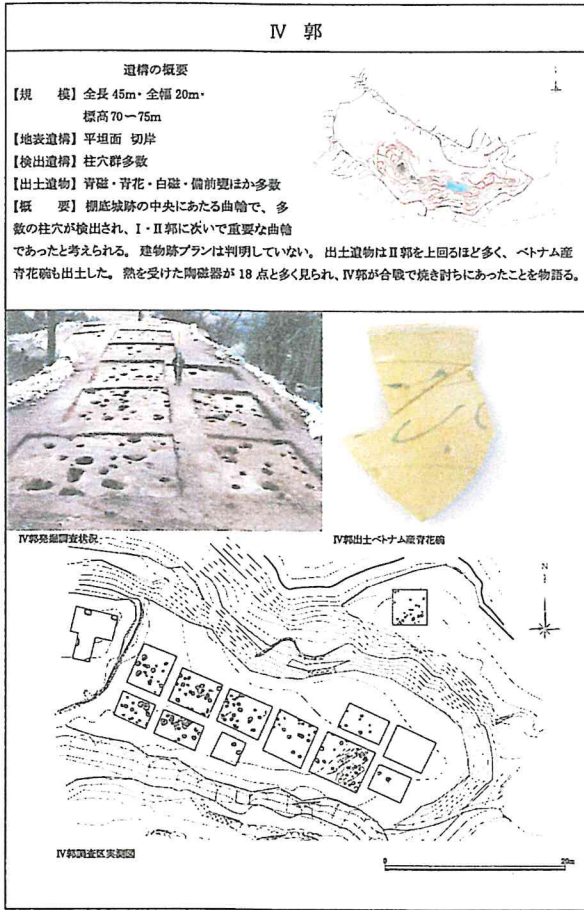 Ⅳ 郭
遺構の概要
【規　模】全長45m・全幅20m・
標高70～75m
【地表遺構】平坦面 切岸
【検出遺構】柱穴群多数
【出土遺物】青磁・青花・白磁・備前甕ほか多数
【概　要】棚底城跡の中央にあたる曲輪で、多
数の柱穴が検出され、Ⅰ・Ⅱ郭に次いで重要な曲輪
であったと考えられる。建物跡プランは判明していない。出土遺物はⅡ郭を上回るほど多く、ベトナム産
青花碗も出土した。熱を受けた陶磁器が18点と多く見られ、Ⅳ郭が合戦で焼き討ちにあったことを物語る。
Ⅳ郭発掘調査状況
Ⅳ郭出土ベトナム産青花碗
N
Ⅳ郭調査区実測図
0
20m